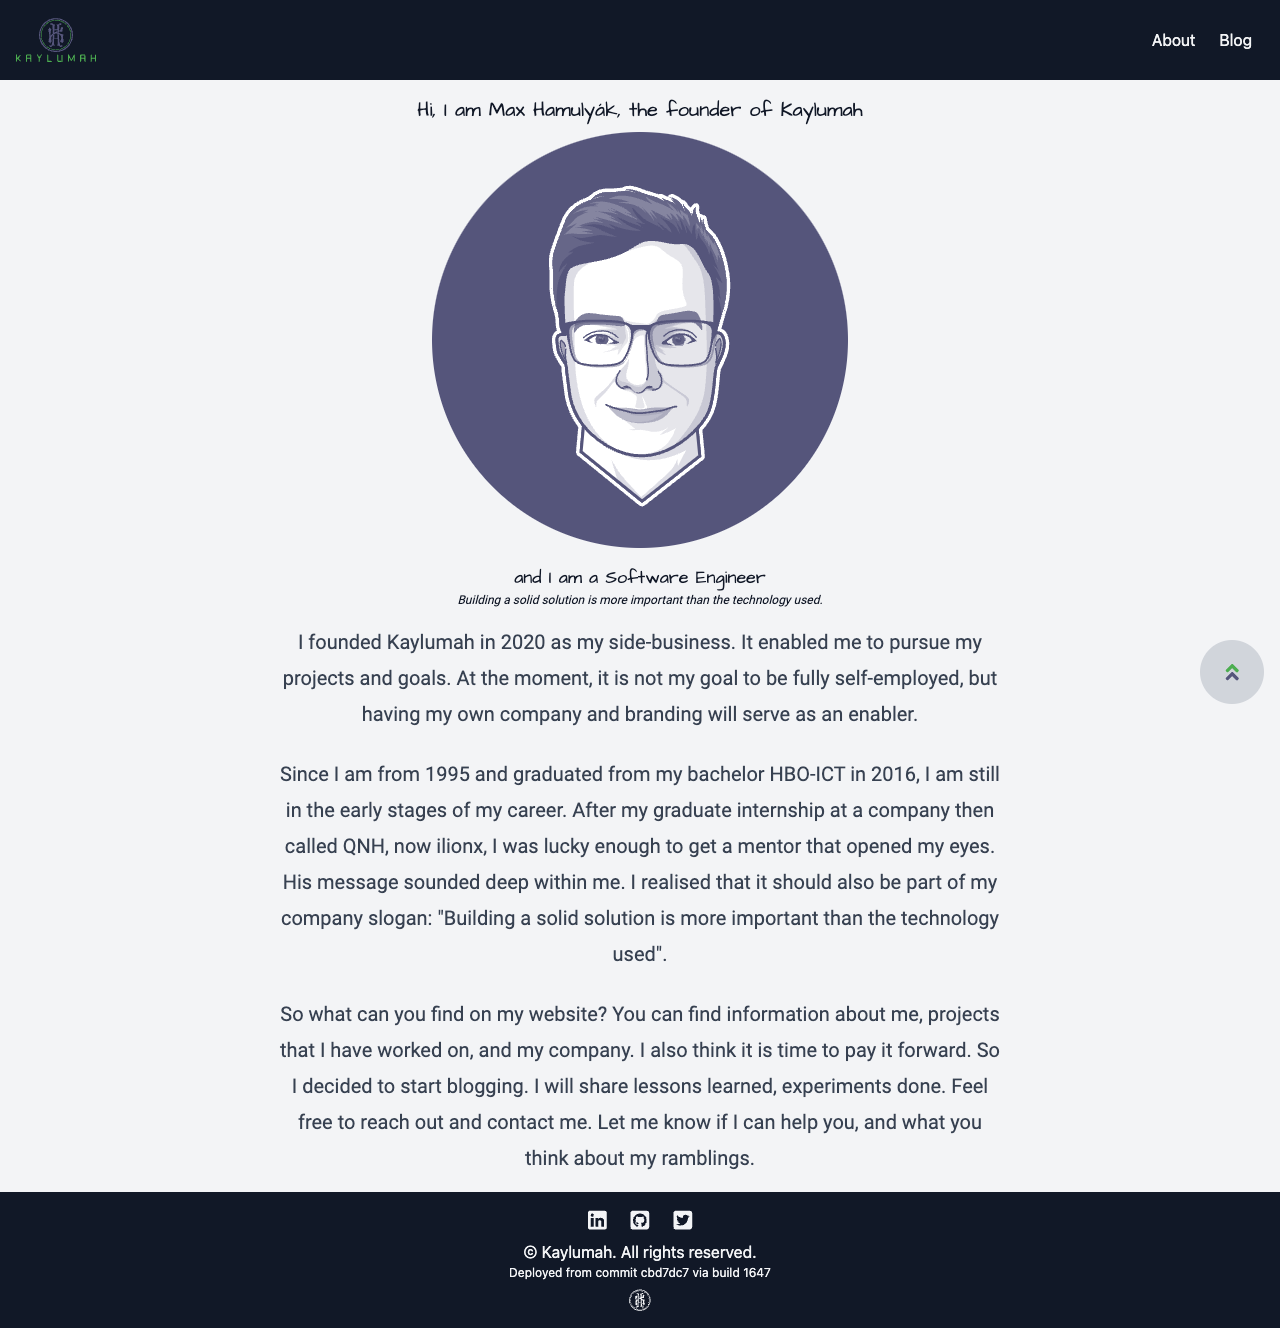 KAYLUMAH
About Blog
Hi, I am Max Hamulyák, the founder of Kaylumah
and I am a Software Engineer
Building a solid solution is more important than the technology used.
I founded Kaylumah in 2020 as my side-business. It enabled me to pursue my
projects and goals. At the moment, it is not my goal to be fully self-employed, but
having my own company and branding will serve as an enabler.
Since I am from 1995 and graduated from my bachelor HBO-ICT in 2016, I am still
in the early stages of my career. After my graduate internship at a company then
called QNH, now ilionx, I was lucky enough to get a mentor that opened my eyes.
His message sounded deep within me. I realised that it should also be part of my
company slogan: "Building a solid solution is more important than the technology
used".
So what can you find on my website? You can find information about me, projects
that I have worked on, and my company. I also think it is time to pay it forward. So
I decided to start blogging. I will share lessons learned, experiments done. Feel
free to reach out and contact me. Let me know if I can help you, and what you
think about my ramblings.
© Kaylumah. All rights reserved.
Deployed from commit cbd7dc7 via build 1647